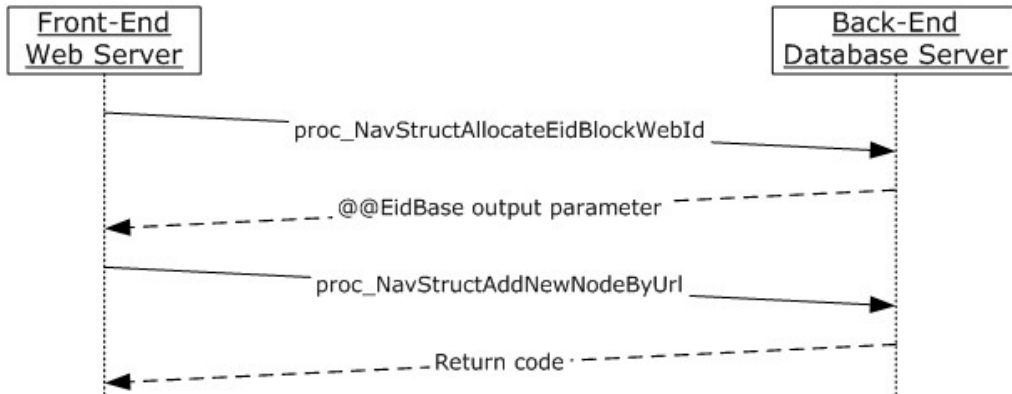 Front-End
Web Server
Back-End
Database Server
proc_NavStructAllocateEidBlockWebId
@@EidBase output parameter
proc_NavStructAddNewNodeByUrl
Return code